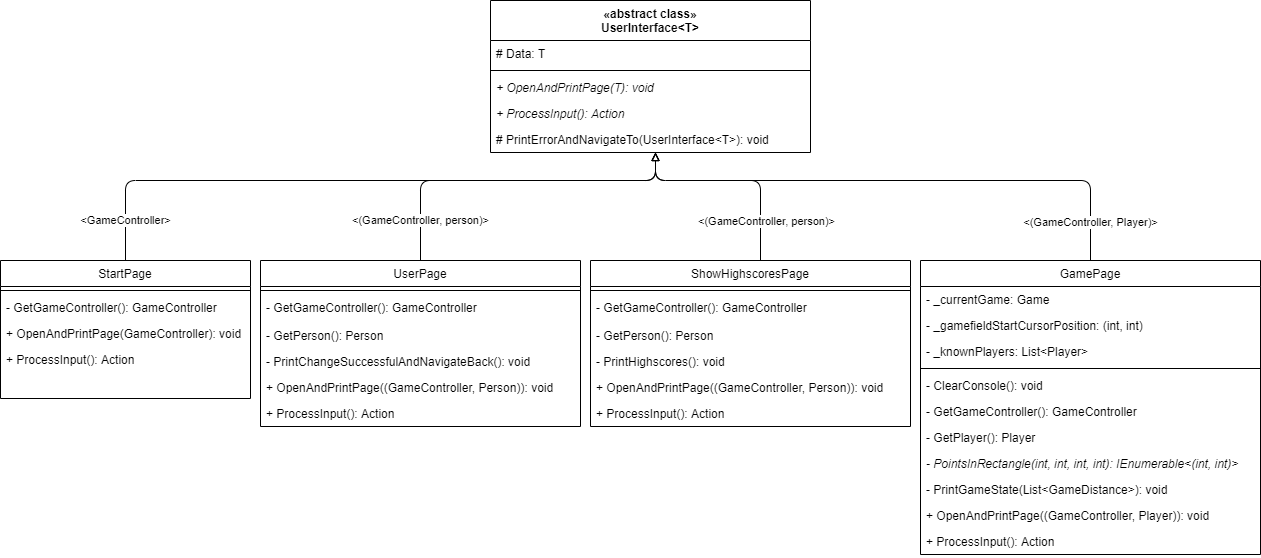 «abstract class»
UserInterface<T>
# Data: T
+ OpenAndPrintPage(T): void
+ ProcessInput(): Action
# PrintErrorAndNavigateTo(UserInterface<T>): void
<GameController>
<(GameController, person)>
<(GameController, person)>
<(GameController, Player)>
StartPage
- GetGameController(): GameController
+ OpenAndPrintPage(GameController): void
+ ProcessInput(): Action
UserPage
- GetGameController(): GameController
- GetPerson(): Person
- PrintChangeSuccessfulAndNavigateBack(): void
+ OpenAndPrintPage((GameController, Person)): void
+ ProcessInput(): Action
ShowHighscoresPage
- GetGameController(): GameController
- GetPerson(): Person
- PrintHighscores(): void
+ OpenAndPrintPage((GameController, Person)): void
+ ProcessInput(): Action
GamePage
- _currentGame: Game
- _gamefieldStartCursorPosition: (int, int)
- _knownPlayers: List<Player>
- ClearConsole(): void
- GetGameController(): GameController
- GetPlayer(): Player
- PointsInRectangle(int, int, int, int): IEnumerable<(int, int)>
- PrintGameState(List<GameDistance>): void
+ OpenAndPrintPage((GameController, Player)): void
+ ProcessInput(): Action